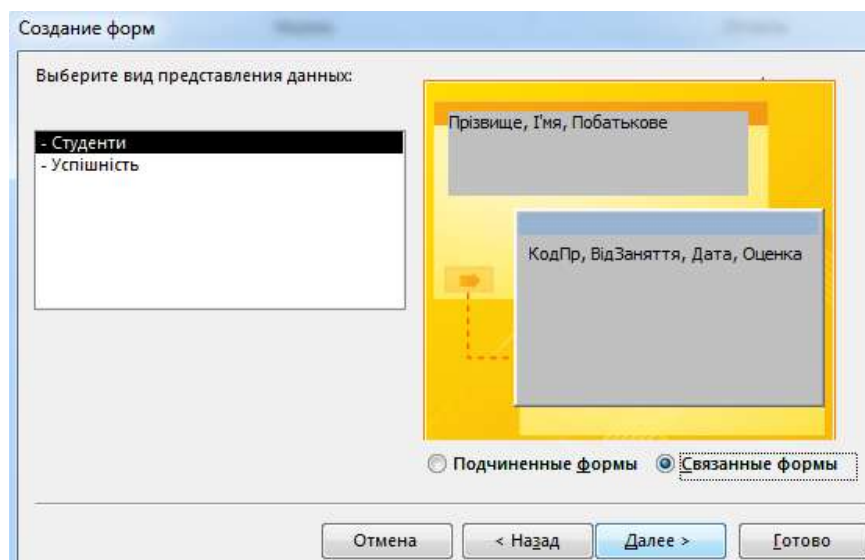 Создание форм
Выберите вид представления данных:
- Студенти
- Успішність
Прізвище, І'мя, Побатькове
КодПр, ВідЗаняття, Дата, Оценка
Подчиненные формы
Связанные формы
Отмена
< Назад
Далее >
Готово